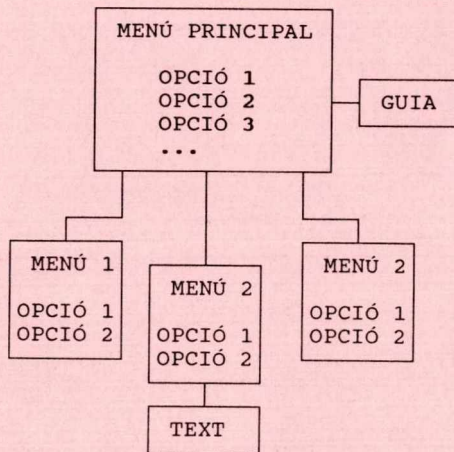 MENÚ PRINCIPAL
OPCIÓ 1
OPCIÓ 2
OPCIÓ 3
...
GUIA
MENÚ 1
OPCIÓ 1
OPCIÓ 2
MENÚ 2
OPCIÓ 1
OPCIÓ 2
MENÚ 2
OPCIÓ 1
OPCIÓ 2
TEXT